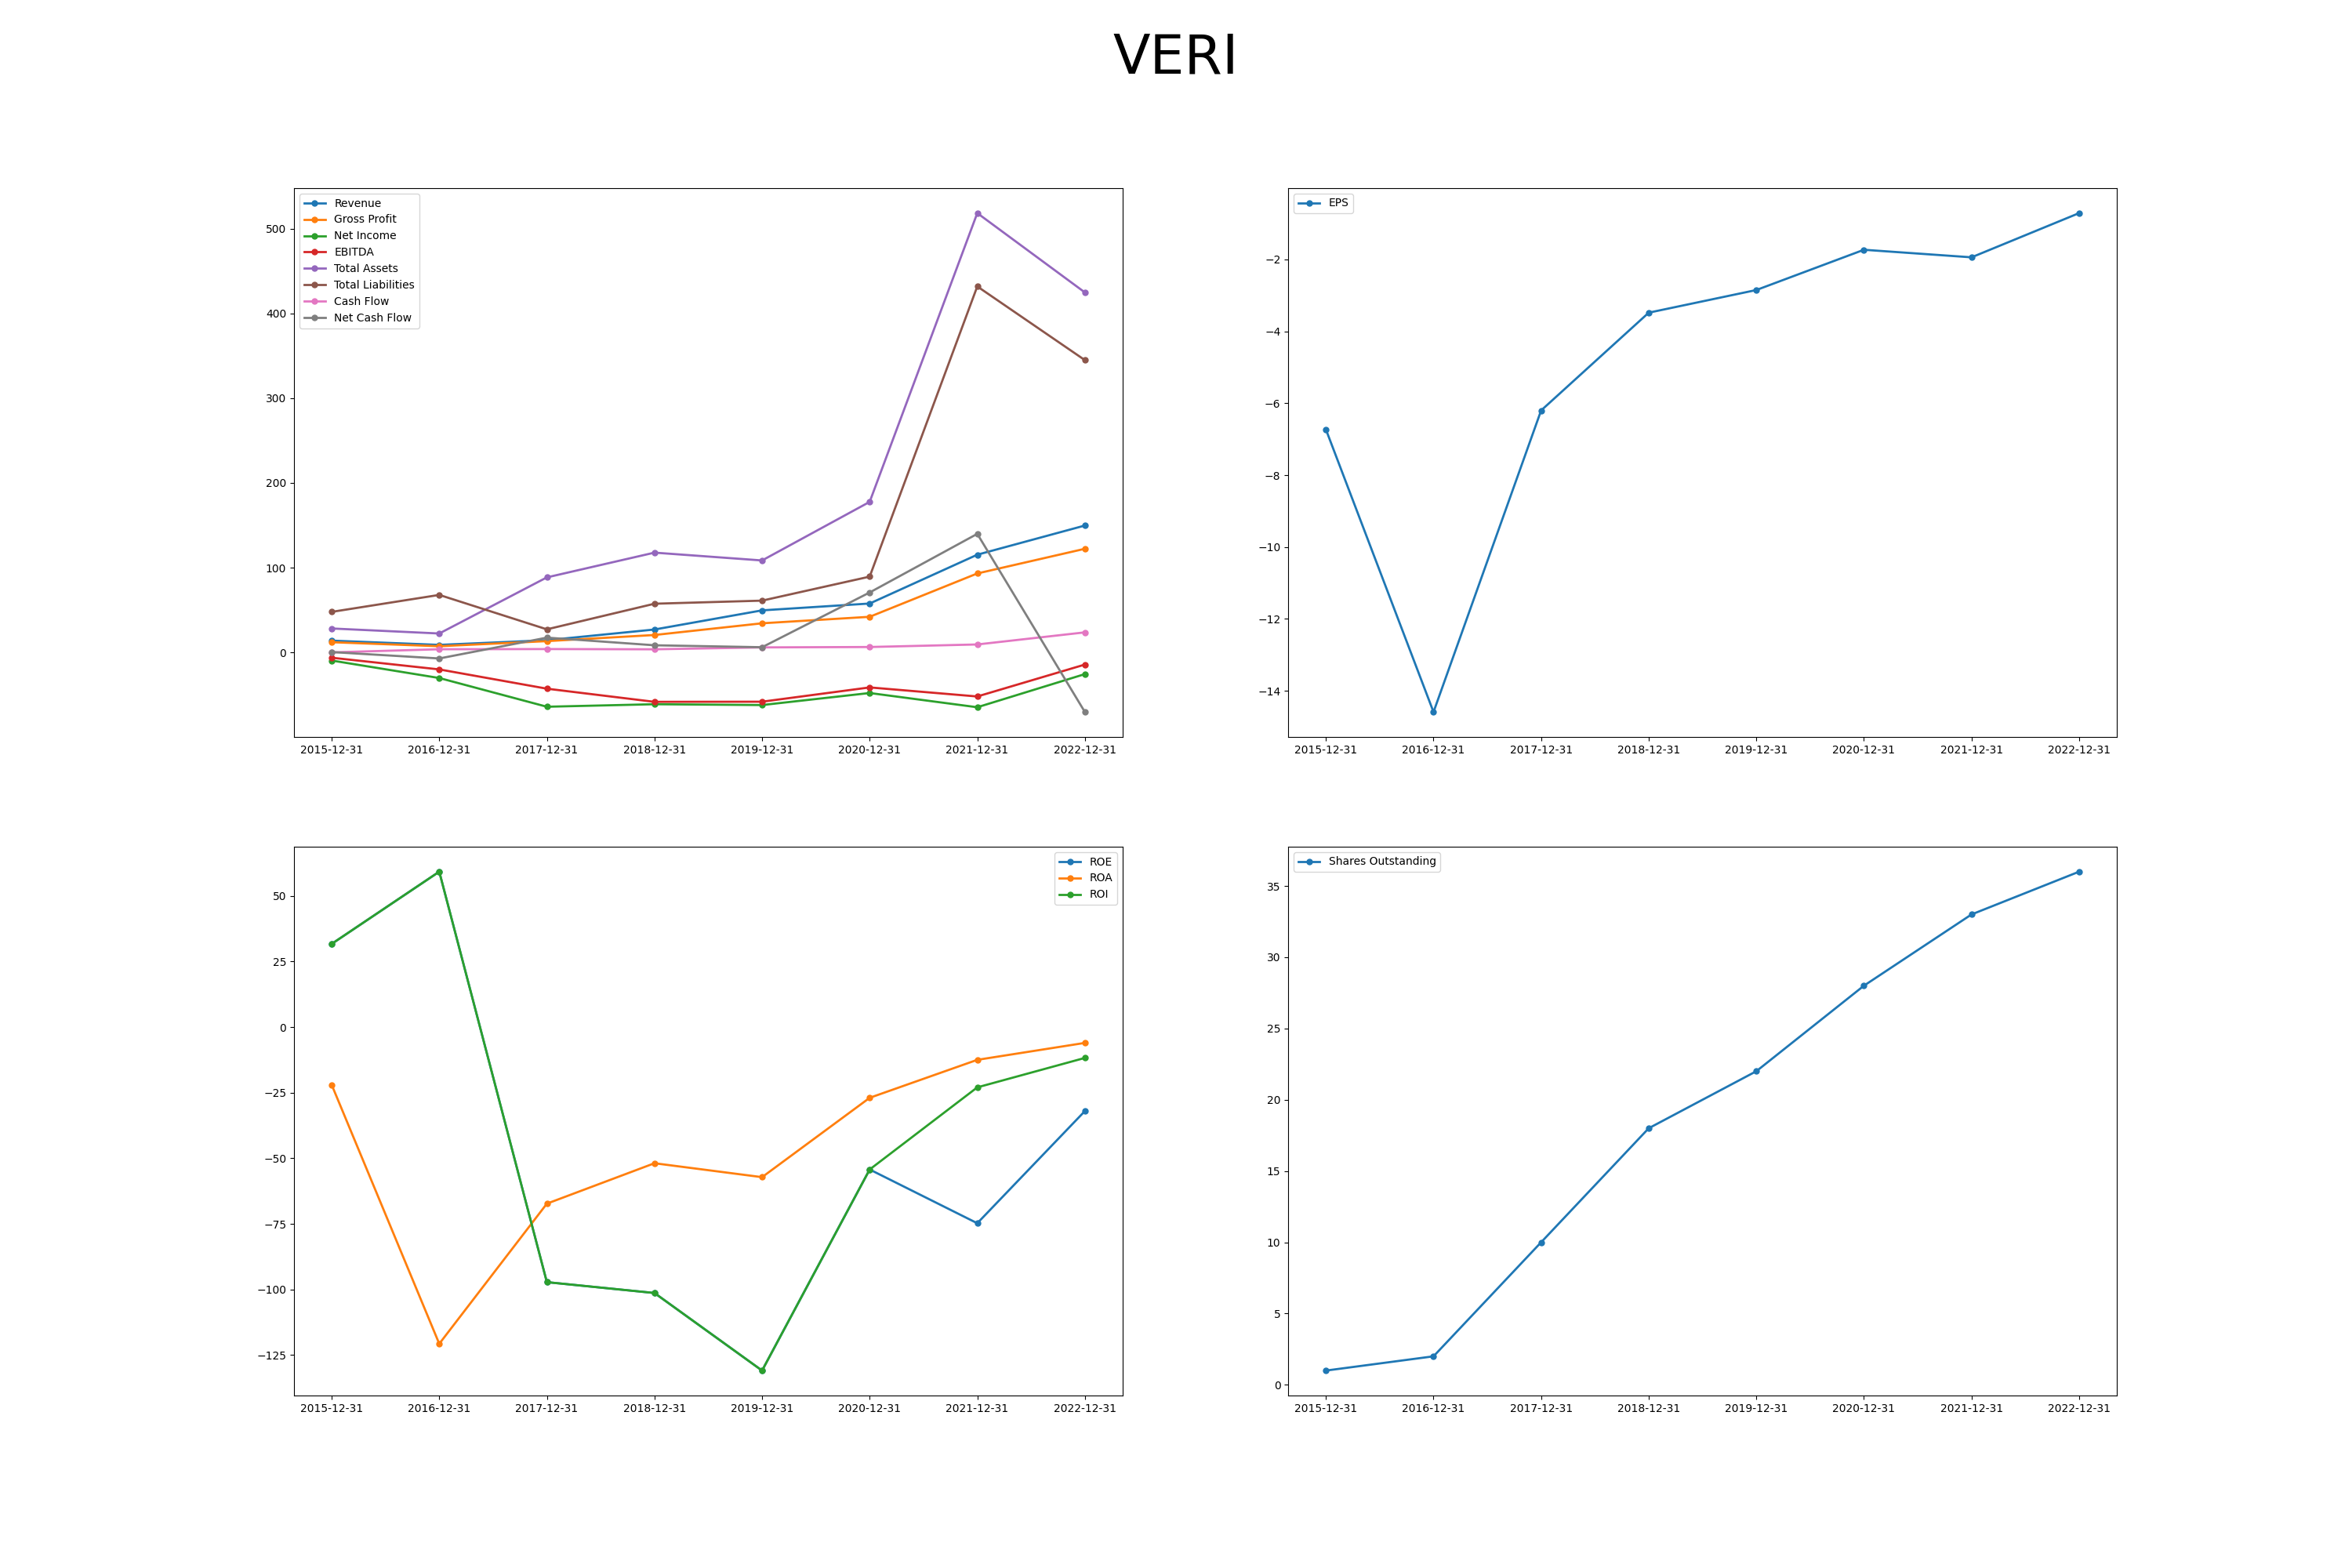 VERI
Revenue
Gross Profit
Net Income
EBITDA
Total Assets
Total Liabilities
Cash Flow
Net Cash Flow
500
400
300
200
100
0
2015-12-31 2016-12-31 2017-12-31 2018-12-31 2019-12-31 2020-12-31 2021-12-31 2022-12-31
EPS
−2
−4
−6
−8
−10
−12
−14
2015-12-31 2016-12-31 2017-12-31 2018-12-31 2019-12-31 2020-12-31 2021-12-31 2022-12-31
ROE
ROA
ROI
50
25
0
−25
−50
−75
−100
−125
2015-12-31 2016-12-31 2017-12-31 2018-12-31 2019-12-31 2020-12-31 2021-12-31 2022-12-31
Shares Outstanding
35
30
25
20
15
10
5
0
2015-12-31 2016-12-31 2017-12-31 2018-12-31 2019-12-31 2020-12-31 2021-12-31 2022-12-31